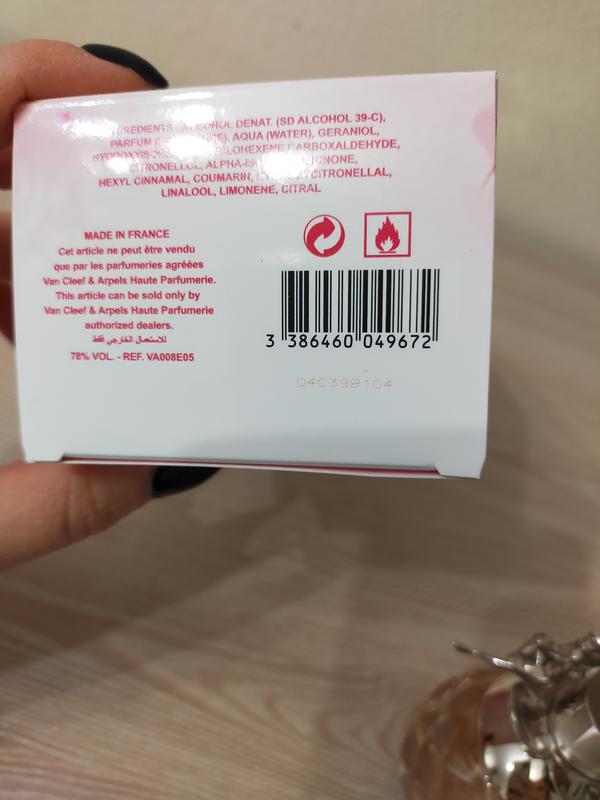 ALCOHOL DENAT. (SD ALCOHOL 39-C),
PARFUM AQUA (WATER), GERANIOL,
CARBOXALDEHYDE,
CITRONELLOL,
HEXYL CINNAMAL, COUMARIN, CITRONELLAL,
LINALOOL, LIMONENE, CITRAL
MADE IN FRANCE
Cet article ne peut être vendu
que par les parfumeries agréées
Van Cleef & Arpels Haute Parfumerie.
This article can be sold only by
Van Cleef & Arpels Haute Parfumerie
authorized dealers.
للاستعمال الخارجي فقط
78% VOL. - REF. VA008E05
3 386460 049672
04C39B104